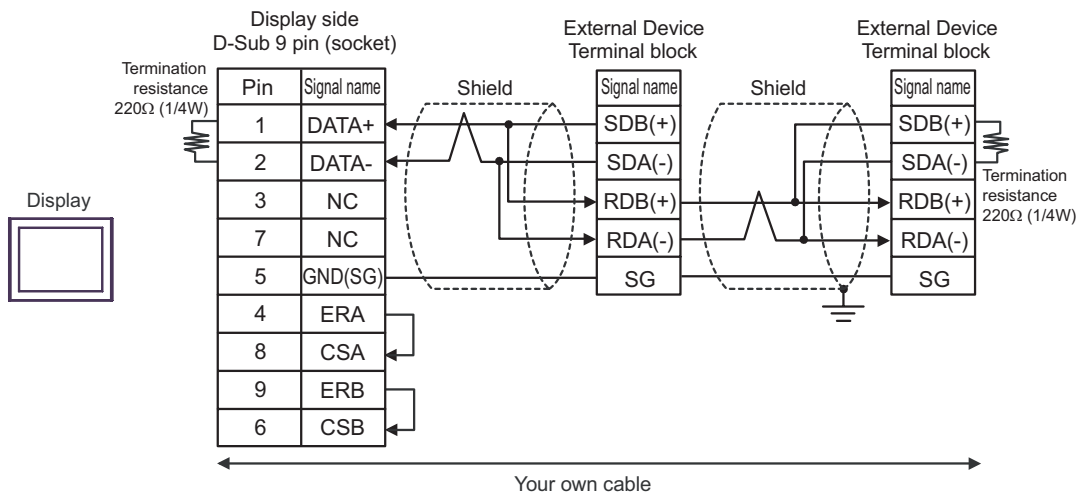 Display side
D-Sub 9 pin (socket)
External Device
Terminal block
External Device
Terminal block
Termination
resistance
220Ω (1/4W)
Pin Signal name
Shield
Signal name
Shield
Signal name
1 DATA+
SDB(+)
SDB(+)
2 DATA-
SDA(-)
SDA(-)
Termination
resistance
220Ω (1/4W)
Display
3 NC
RDB(+)
RDB(+)
7 NC
RDA(-)
RDA(-)
5 GND(SG)
SG
SG
4 ERA
8 CSA
9 ERB
6 CSB
Your own cable